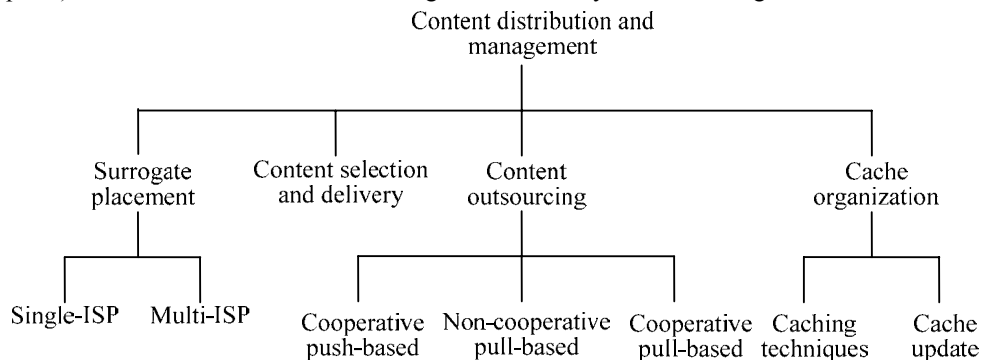 Content distribution and
management
Surrogate
placement
Content selection
and delivery
Content
outsourcing
Cache
organization
Single-ISP
Multi-ISP
Cooperative
push-based
Non-cooperative
pull-based
Cooperative
pull-based
Caching
techniques
Cache
update